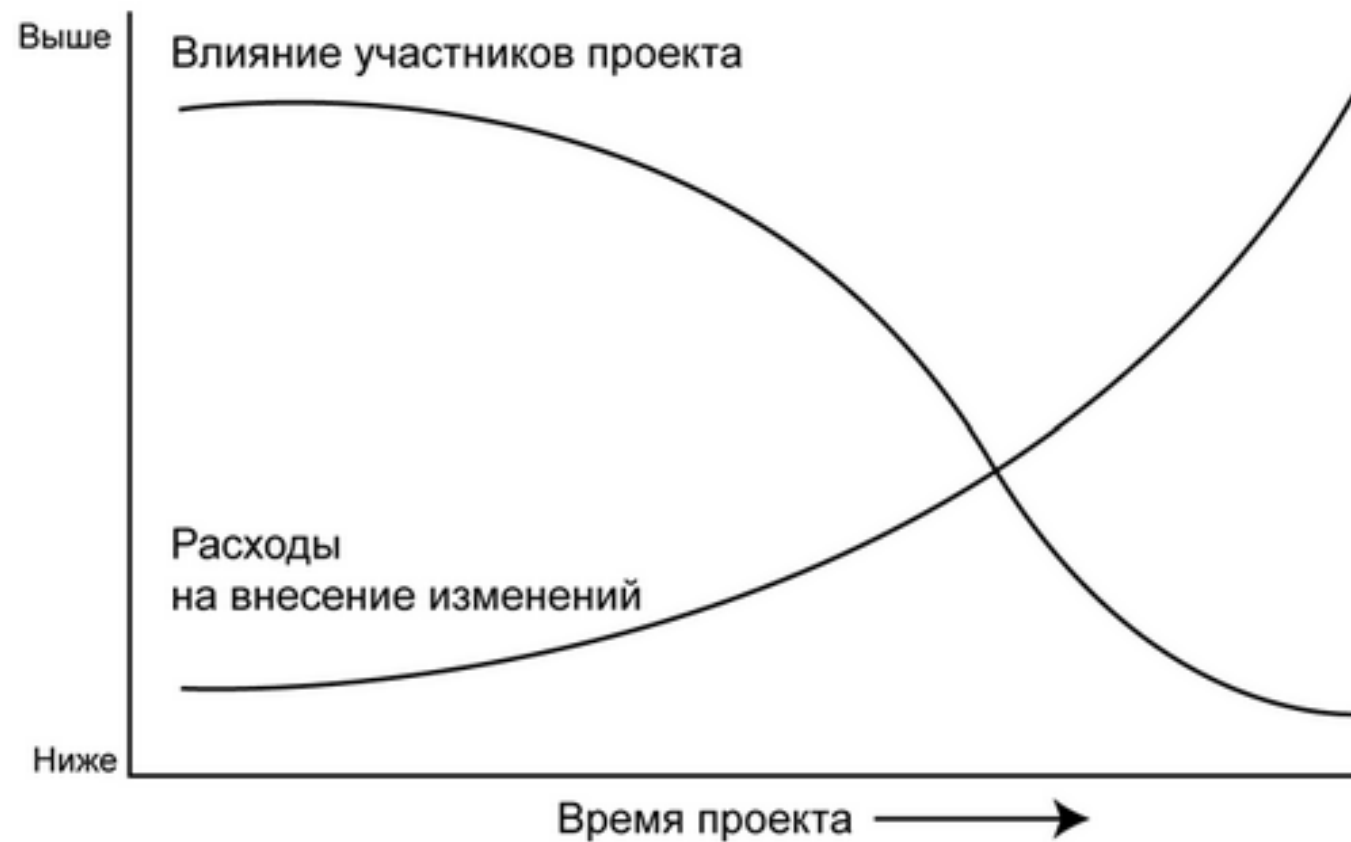 Выше
Влияние участников проекта
Расходы
на внесение изменений
Ниже
Время проекта